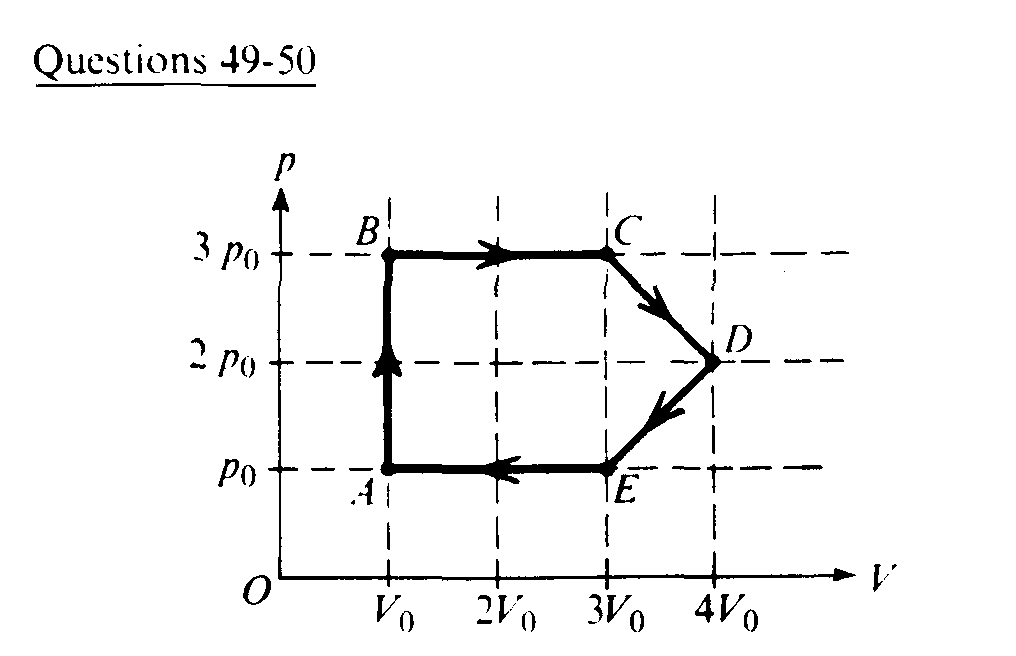 Questions 49-50
p
B
C
3 p₀
D
2 p₀
p₀
A
E
O
V
V₀
2V₀
3V₀
4V₀